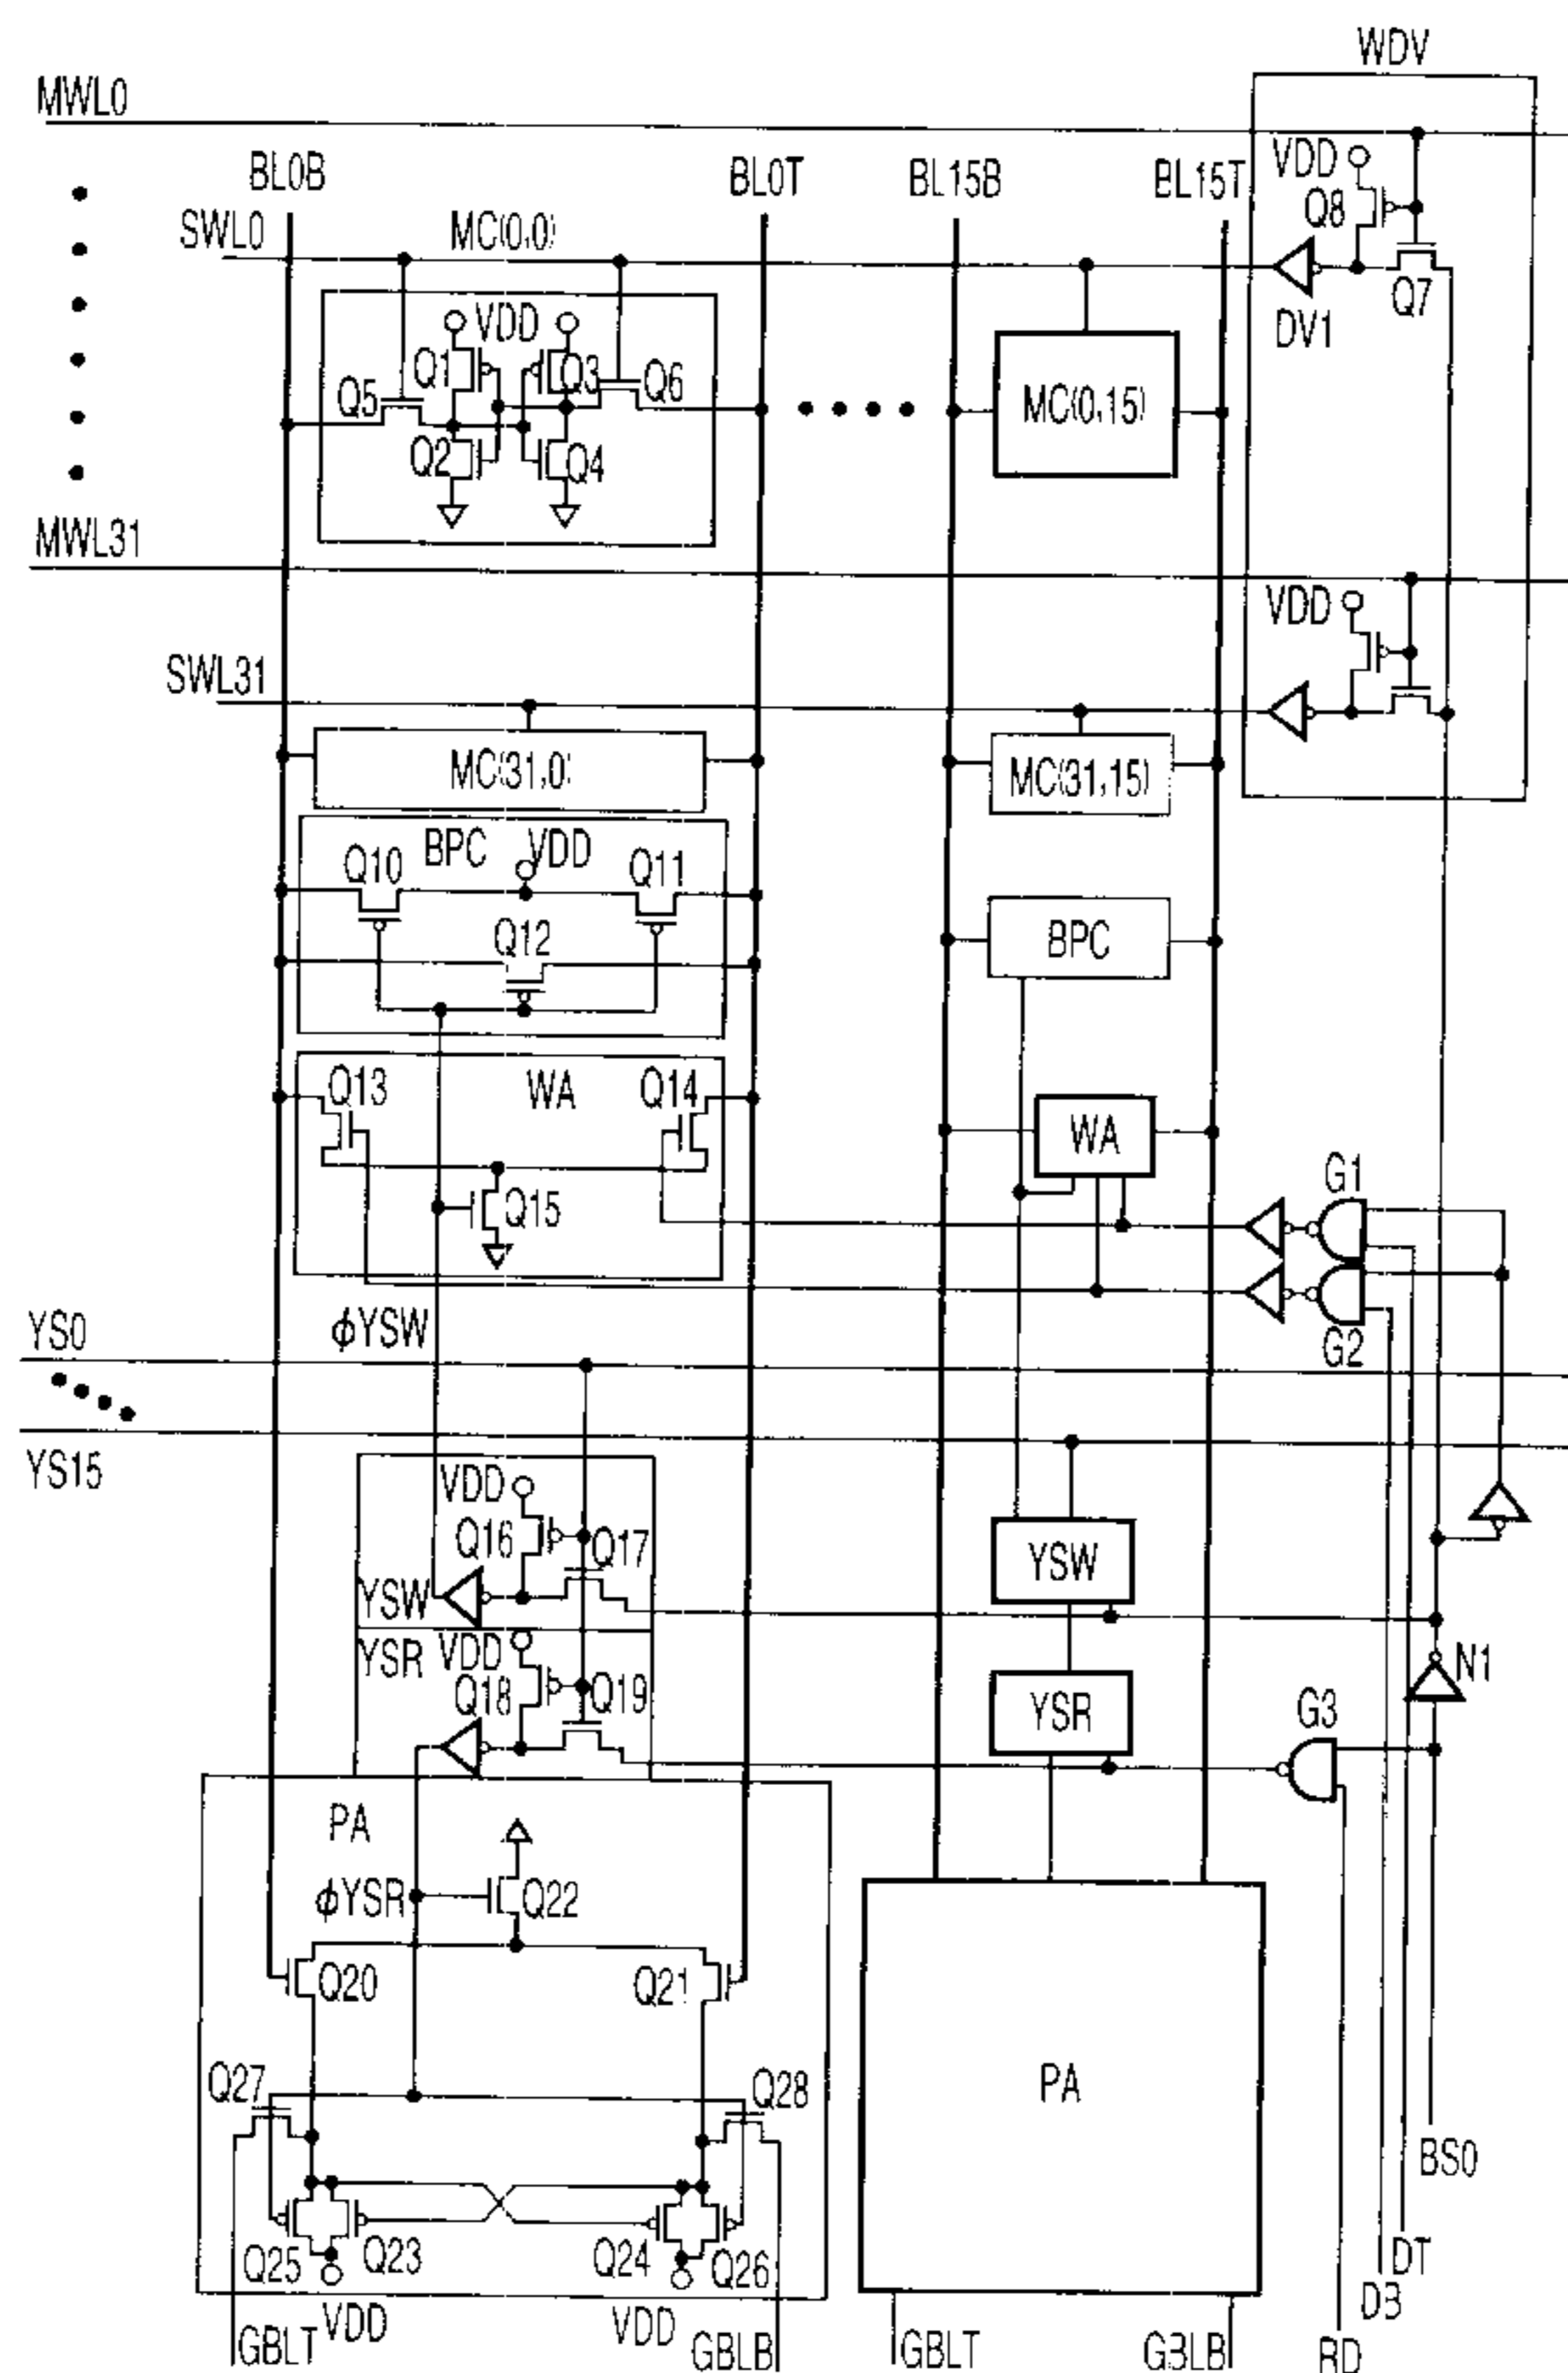 WDV
MWL0
BL0B
BL0T
BL15B
BL15T
VDD
Q8
SWL0
MC(0,0)
VDD
Q1
Q3
Q6
Q5
Q2
Q4
MC(0,15)
DV1
Q7
MWL31
VDD
SWL31
MC(31,0)
MC(31,15)
Q10
BPC
VDD
Q11
Q12
BPC
Q13
WA
Q14
WA
Q15
G1
G2
YS0
ϕYSW
YS15
VDD
Q16
Q17
YSW
YSW
YSR
VDD
Q18
Q19
YSR
N1
G3
PA
ϕYSR
Q22
Q20
Q21
PA
Q27
Q28
BS0
Q25
Q23
Q24
Q26
DT
DB
VDD
VDD
GBLT
GBLB
GBLT
GBLB
RD